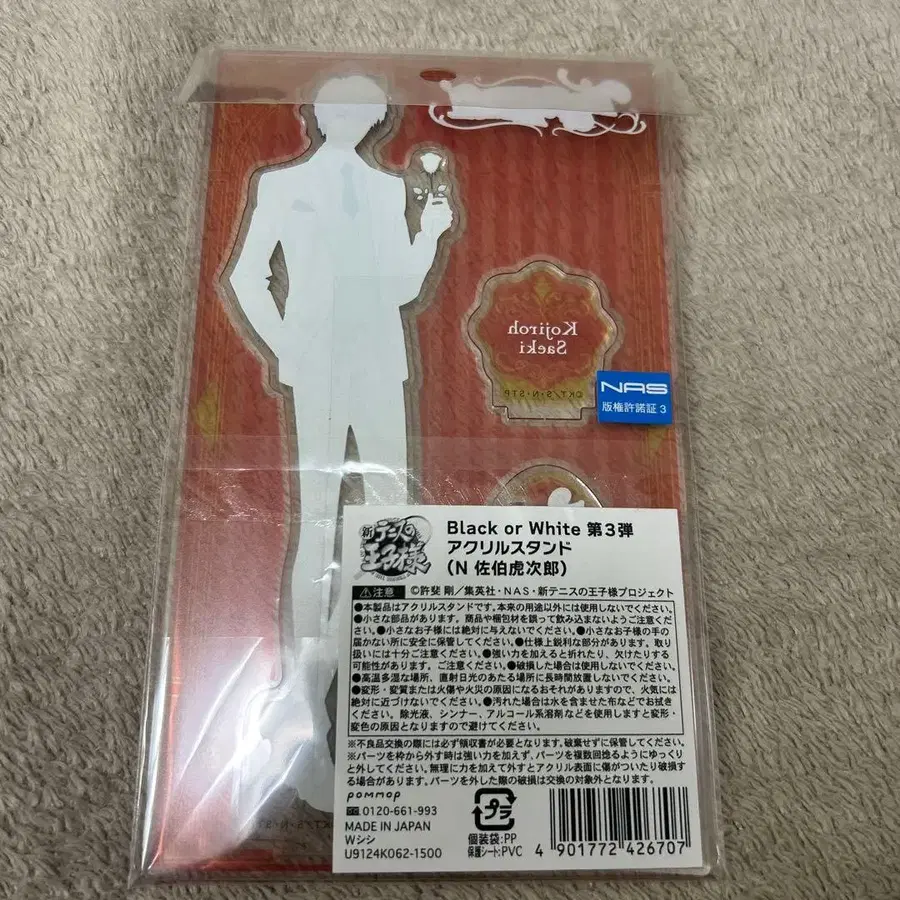 Kojiroh
Saeki
©KT/S・N・STP
NAS
版権許諾証 3
新テニスの
王子様
Black or White 第3弾
アクリルスタンド
(N 佐伯虎次郎)
⚠注意 ©許斐 剛／集英社・NAS・新テニスの王子様プロジェクト
●本製品はアクリルスタンドです。本来の用途以外には使用しないでください。
●小さな部品があります。商品や梱包材を誤って飲み込まないようご注意くだ
さい。●小さなお子様には絶対に与えないでください。●小さなお子様の手の
届かない所に安全に保管してください。●仕様上鋭利な部分があります。取り
扱いには十分ご注意ください。●強い力を加えると折れたり、欠けたりする
可能性があります。ご注意ください。●破損した場合は使用しないでください。
●高温多湿な場所、直射日光のあたる場所に長時間放置しないでください。
●変形・変質または火傷や火災の原因になるおそれがありますので、火気には
絶対に近づけないでください。●汚れた場合は水を含ませた布などでお拭き
ください。除光液、シンナー、アルコール系溶剤などを使用しますと変形・
変色の原因となりますので避けてください。
※不良品交換の際には必ず領収書が必要となります。破棄せずに保管してください。
※パーツを枠から外す時は強い力を加えず、パーツを複数回捻るようにゆっくり
と外してください。無理に力を加えて外すとアクリル表面に傷がついたり破損す
る場合があります。パーツを外した際の破損は交換の対象外となります。
pommop
0120-661-993
MADE IN JAPAN
Wシシ
U9124K062-1500
プラ
個装袋:PP
保護シート:PVC
4 901772 426707